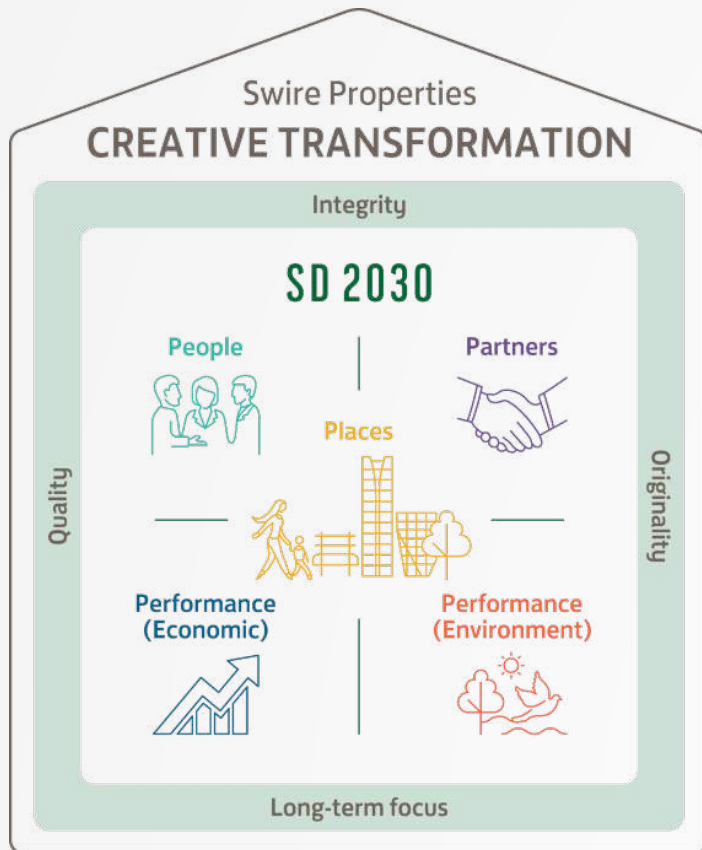 Swire Properties
CREATIVE TRANSFORMATION
Integrity
SD 2030
People
Partners
Places
Quality
Originality
Performance
(Economic)
Performance
(Environment)
Long-term focus